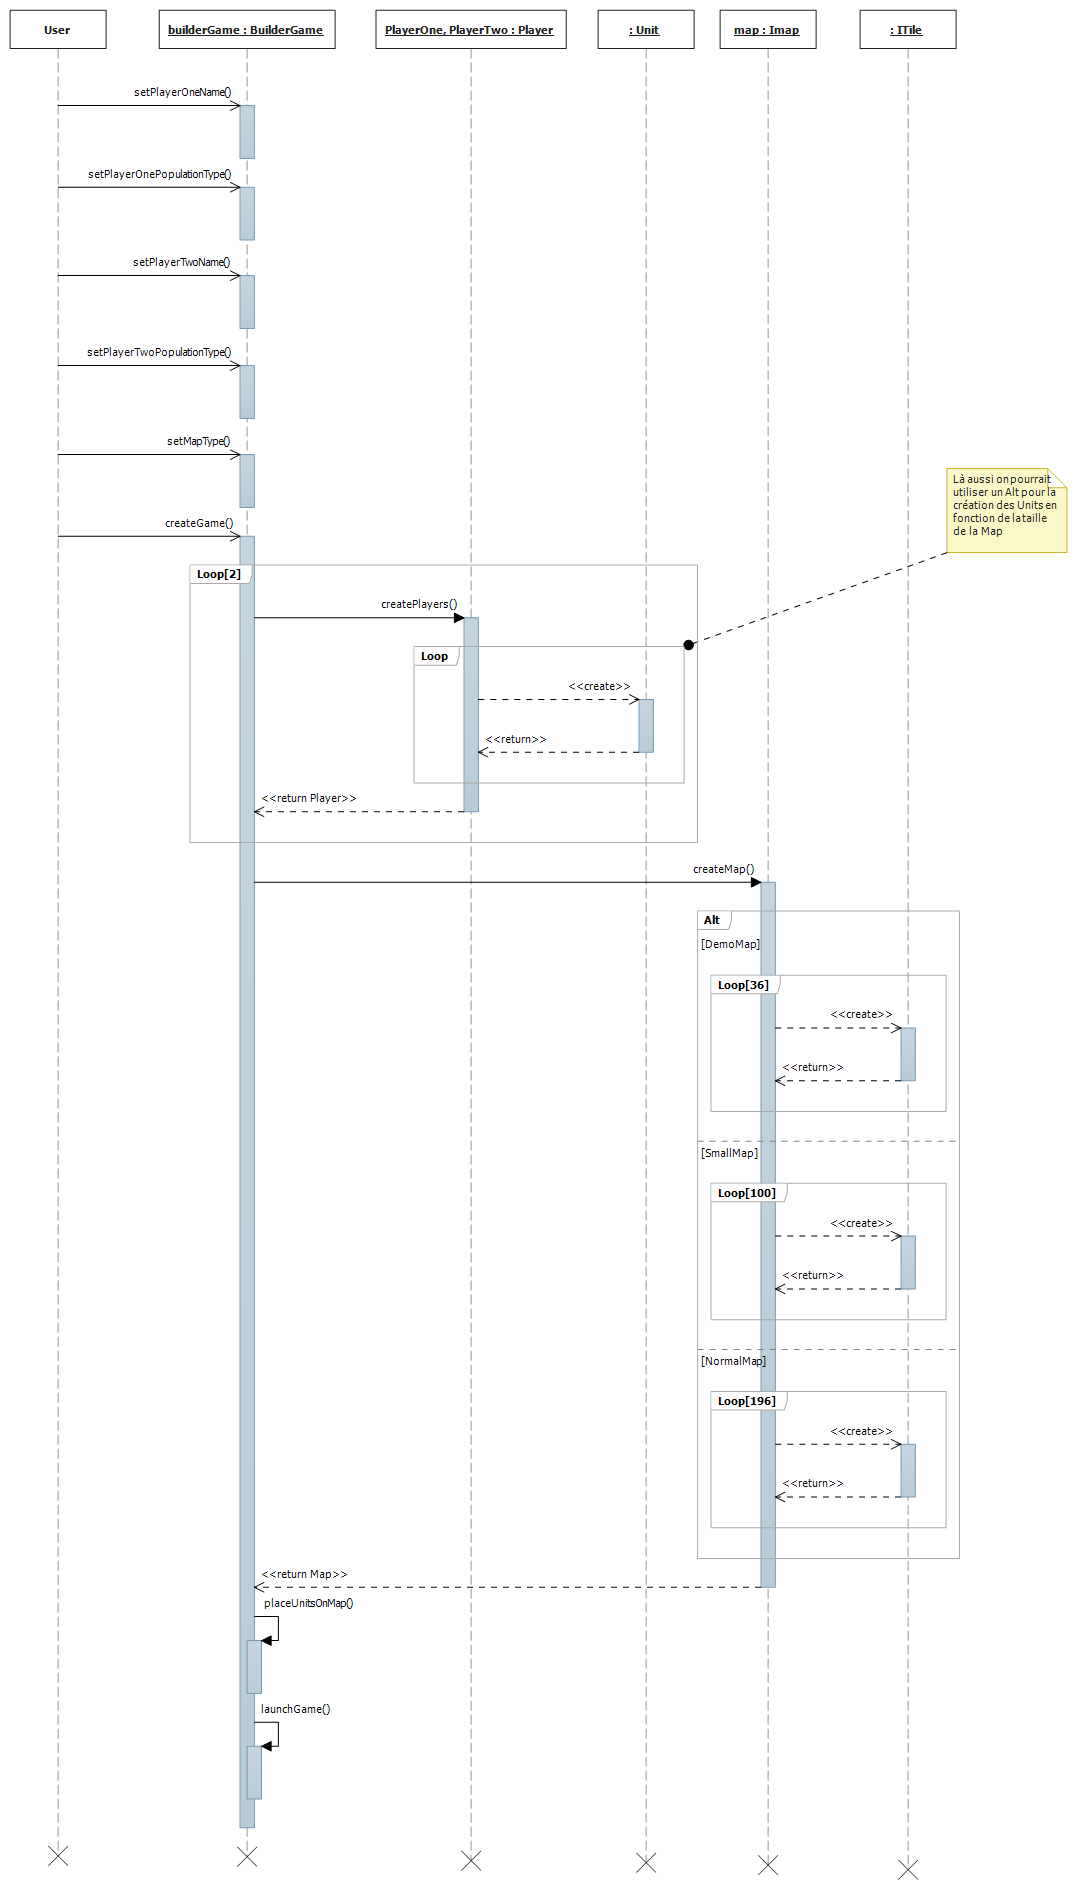 User
builderGame : BuilderGame
PlayerOne, PlayerTwo : Player
: Unit
map : Imap
: ITile
setPlayerOneName()
setPlayerOnePopulationType()
setPlayerTwoName()
setPlayerTwoPopulationType()
setMapType()
Là aussi on pourrait
utiliser un Alt pour la
création des Units en
fonction de la taille
de la Map
createGame()
Loop[2]
createPlayers()
Loop
<<create>>
<<return>>
<<return Player>>
createMap()
Alt
[DemoMap]
Loop[36]
<<create>>
<<return>>
[SmallMap]
Loop[100]
<<create>>
<<return>>
[NormalMap]
Loop[196]
<<create>>
<<return>>
<<return Map>>
placeUnitsOnMap()
launchGame()